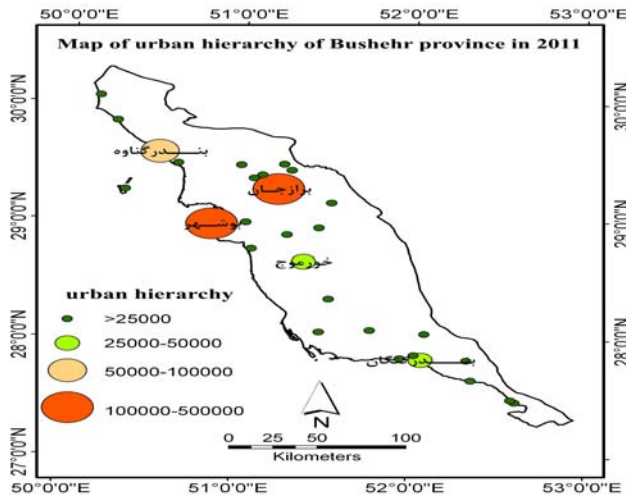 50°0'0"E 51°0'0"E 52°0'0"E 53°0'0"E
Map of urban hierarchy of Bushehr province in 2011
30°0'0"N 30°0'0"N
بندرگناوه
برازجان
29°0'0"N 29°0'0"N
بوشهر
خورموج
urban hierarchy
>25000
25000-50000
28°0'0"N 28°0'0"N
50000-100000
100000-500000
N
0 25 50 100
Kilometers
27°0'0"N 27°0'0"N
50°0'0"E 51°0'0"E 52°0'0"E 53°0'0"E